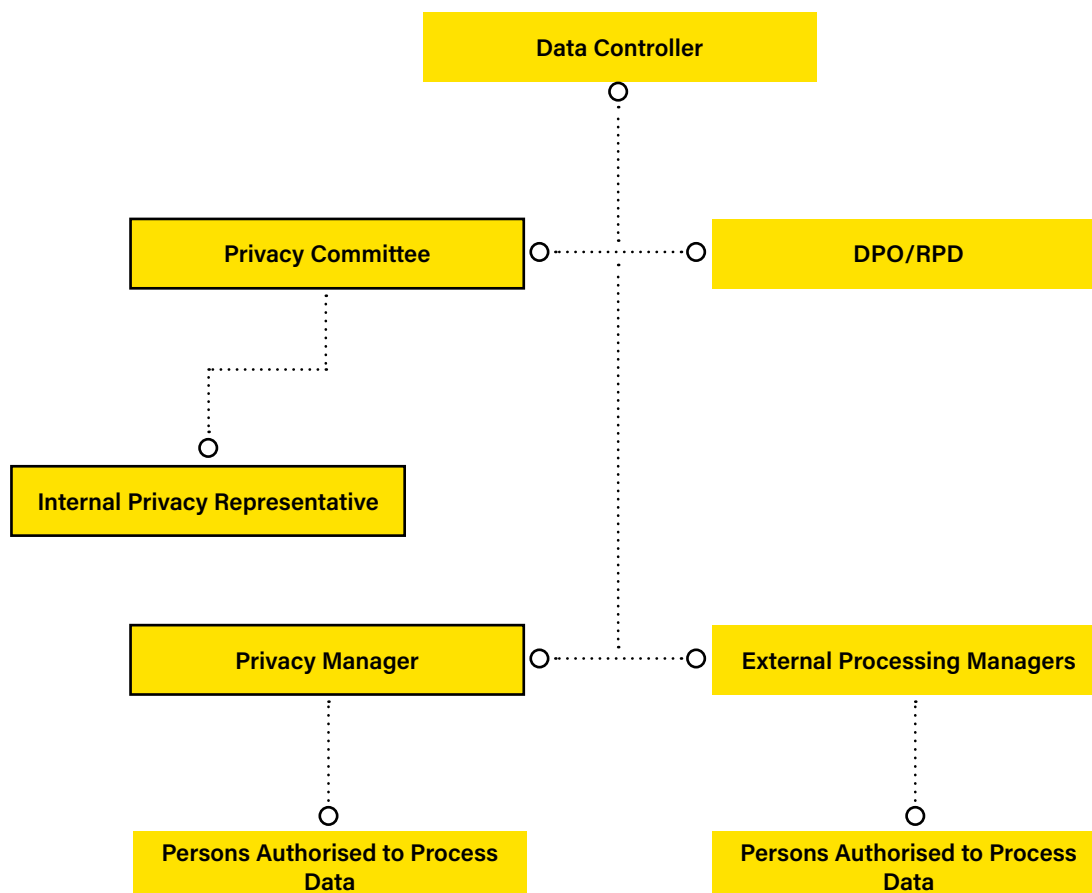 Data Controller
Privacy Committee
DPO/RPD
Internal Privacy Representative
Privacy Manager
External Processing Managers
Persons Authorised to Process
Data
Persons Authorised to Process
Data